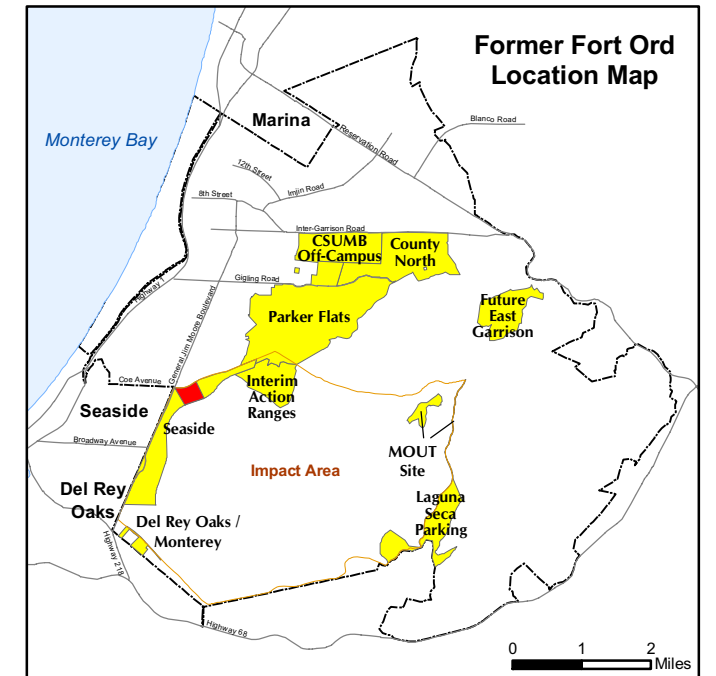 Former Fort Ord
Location Map
Marina
Blanco Road
Monterey Bay
Reservation Road
12th Street
Imjin Road
8th Street
Inter-Garrison Road
CSUMB
Off-Campus
County
North
Gigling Road
Highway 1
General Jim Moore Boulevard
Future
East
Garrison
Parker Flats
Coe Avenue
Interim
Action
Ranges
Seaside
Seaside
Broadway Avenue
MOUT
Site
Impact Area
Del Rey
Oaks
Laguna
Seca
Parking
Del Rey Oaks /
Monterey
Highway 218
Highway 68
0 1 2
Miles